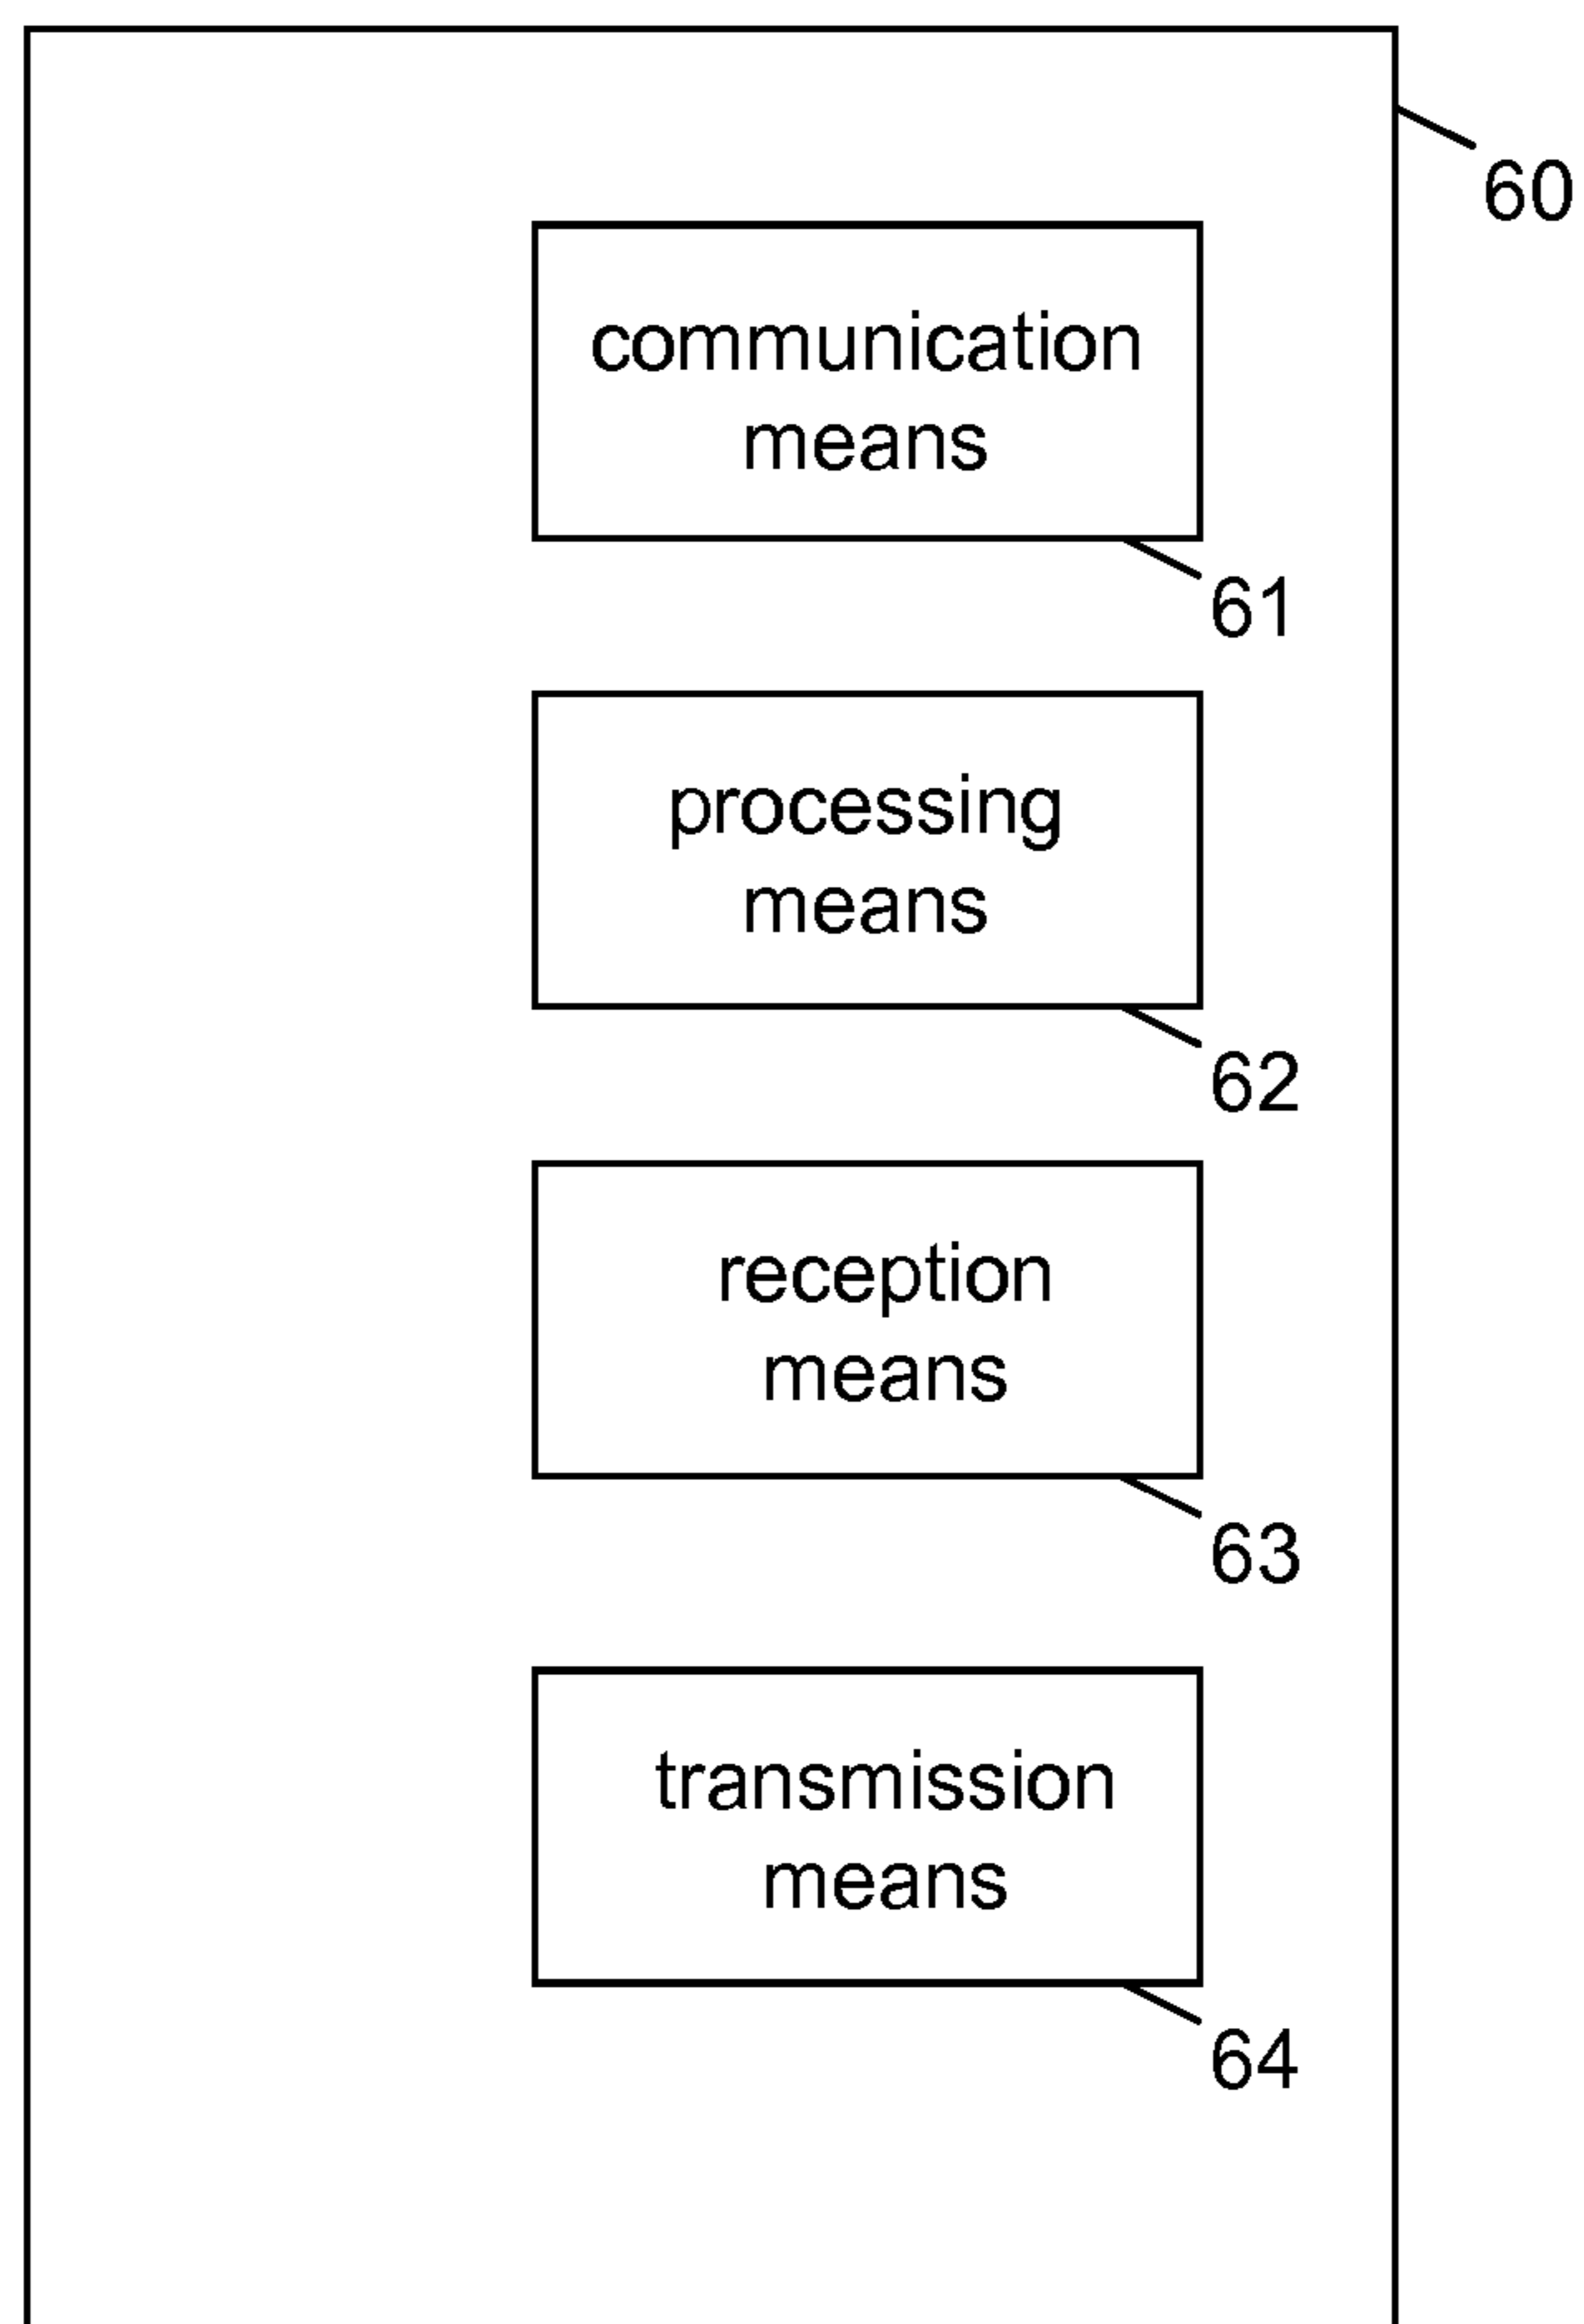 60
communication
means
61
processing
means
62
reception
means
63
transmission
means
64